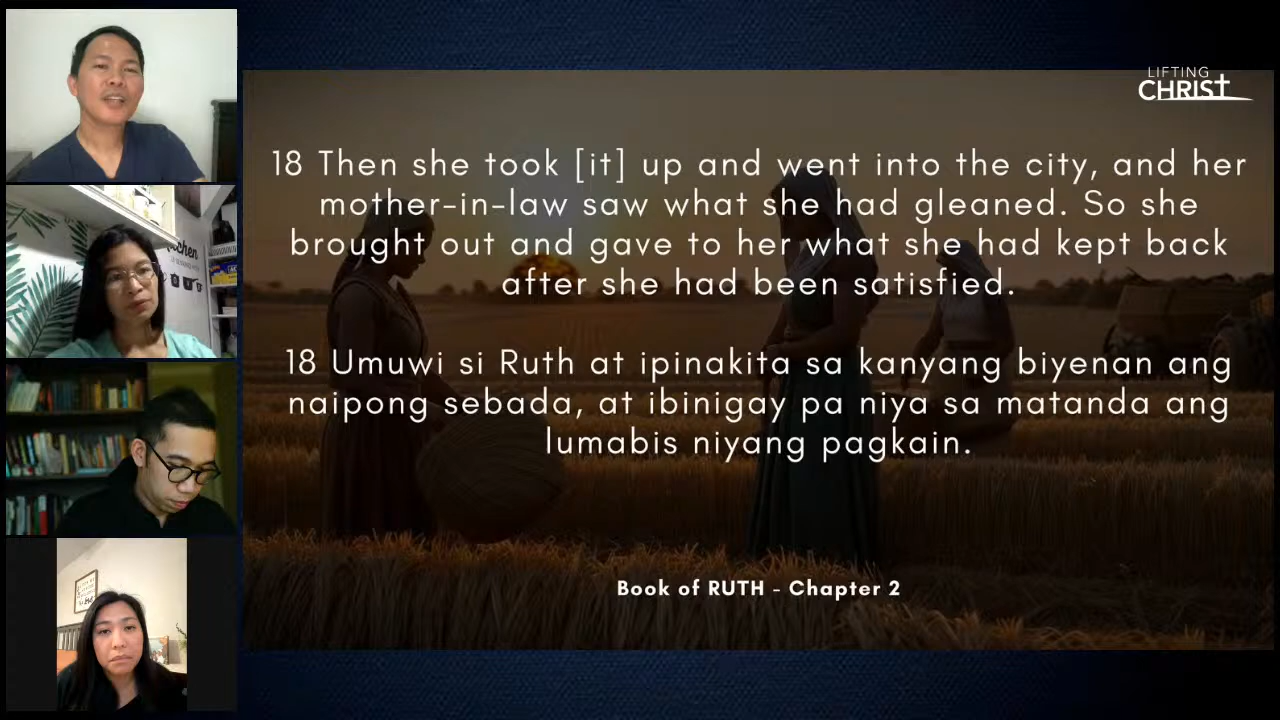 LIFTING
CHRIST
18 Then she took [it] up and went into the city, and her
mother-in-law saw what she had gleaned. So she
brought out and gave to her what she had kept back
after she had been satisfied.
18 Umuwi si Ruth at ipinakita sa kanyang biyenan ang
naipong sebada, at ibinigay pa niya sa matanda ang
lumabis niyang pagkain.
Book of RUTH - Chapter 2